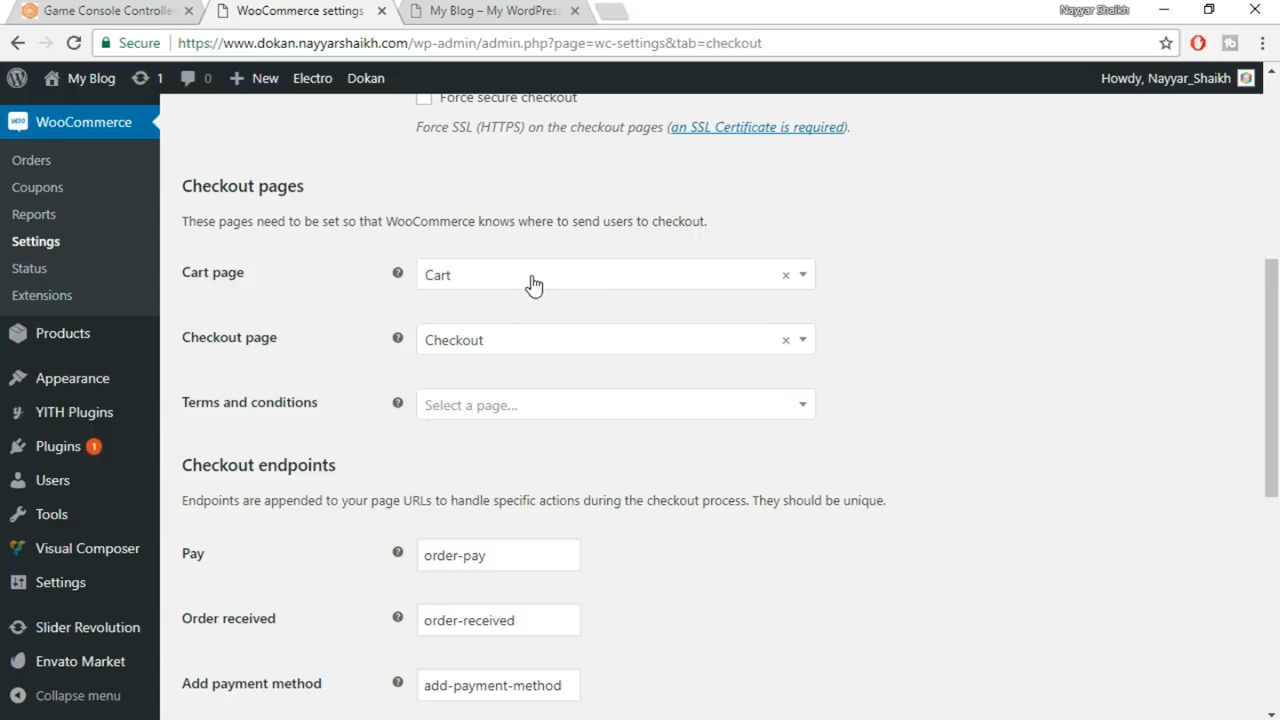 Game Console Controlle
WooCommerce settings
My Blog – My WordPres
Nayyar Shaikh
Secure
https://www.dokan.nayyarshaikh.com/wp-admin/admin.php?page=wc-settings&tab=checkout
My Blog
1
0
New
Electro
Dokan
Howdy, Nayyar_Shaikh
WooCommerce
Orders
Coupons
Reports
Settings
Status
Extensions
Products
Appearance
YITH Plugins
Plugins 1
Users
Tools
Visual Composer
Settings
Slider Revolution
Envato Market
Collapse menu
Force secure checkout
Force SSL (HTTPS) on the checkout pages (an SSL Certificate is required).
Checkout pages
These pages need to be set so that WooCommerce knows where to send users to checkout.
Cart page
Cart
Checkout page
Checkout
Terms and conditions
Select a page...
Checkout endpoints
Endpoints are appended to your page URLs to handle specific actions during the checkout process. They should be unique.
Pay
order-pay
Order received
order-received
Add payment method
add-payment-method